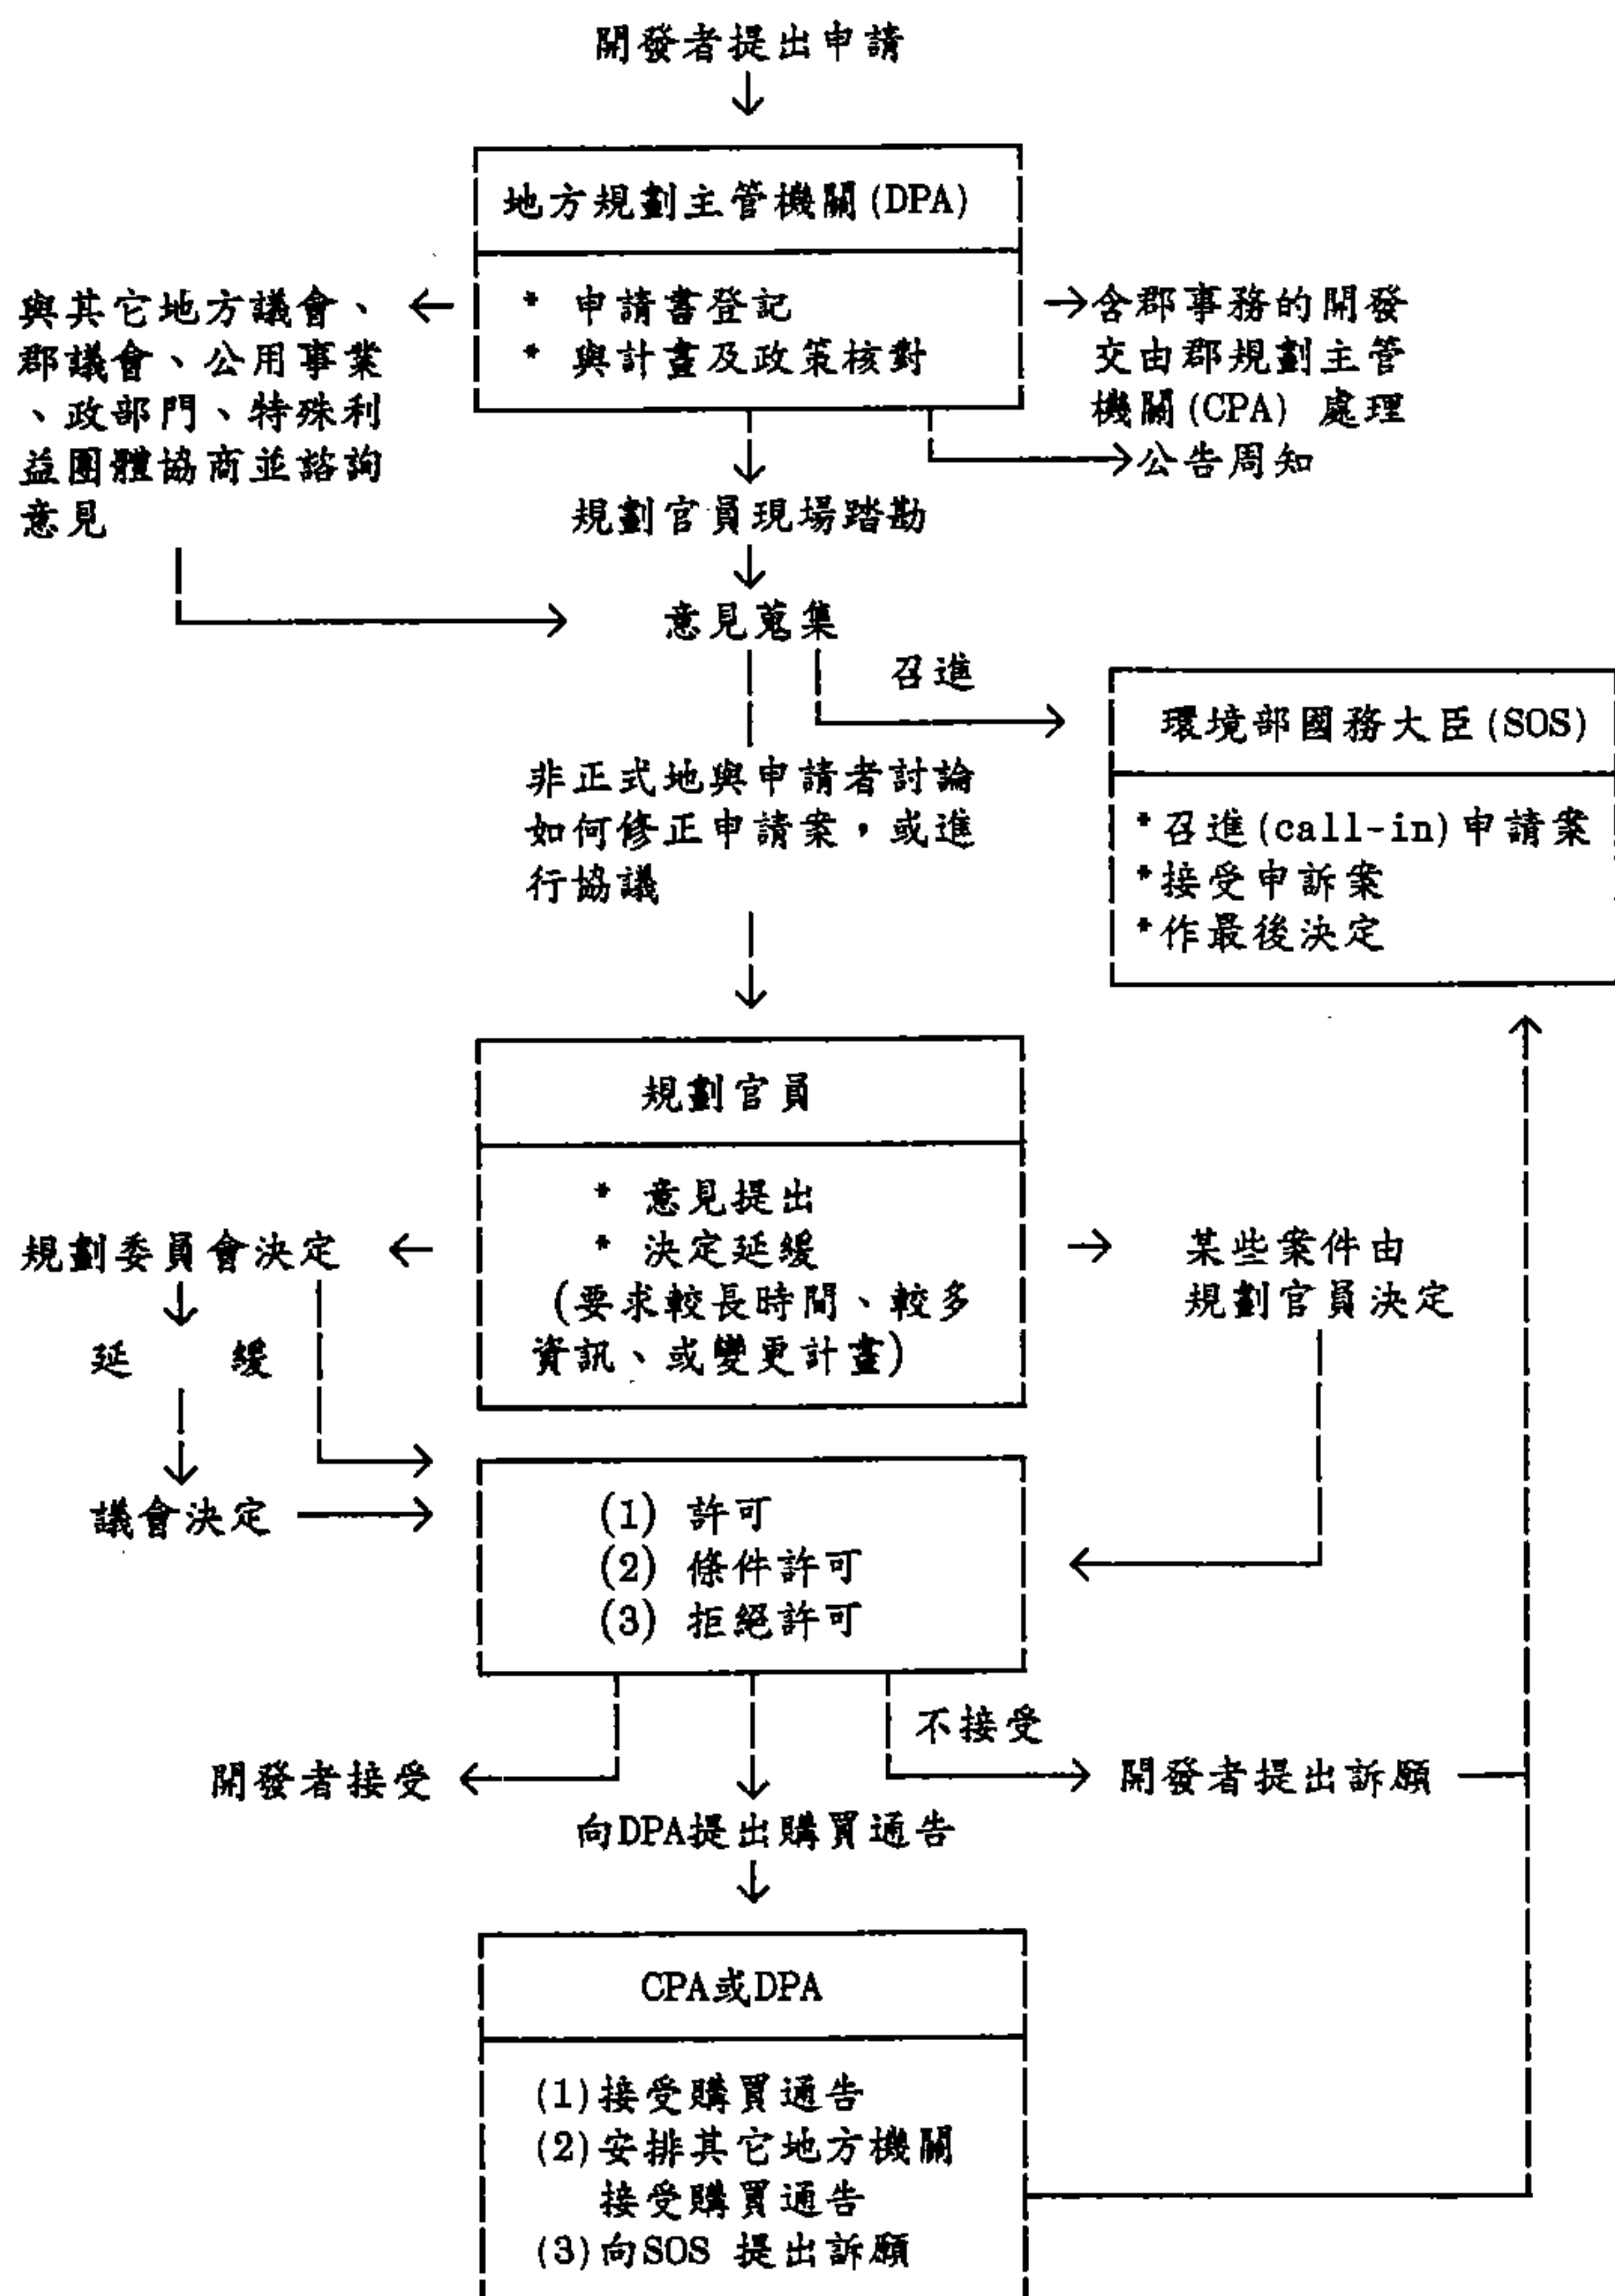 開發者提出申請
地方規劃主管機關(DPA)
* 申請書登記
* 與計畫及政策核對
與其它地方議會、
郡議會、公用事業
、政部門、特殊利
益團體協商並諮詢
意見
含郡事務的開發
交由郡規劃主管
機關(CPA) 處理
公告周知
規劃官員現場踏勘
意見蒐集
召進
環境部國務大臣(SOS)
*召進(call-in)申請案
*接受申訴案
*作最後決定
非正式地與申請者討論
如何修正申請案，或進
行協議
規劃官員
* 意見提出
* 決定延緩
(要求較長時間、較多
資訊、或變更計畫)
規劃委員會決定
延 緩
議會決定
某些案件由
規劃官員決定
(1) 許可
(2) 條件許可
(3) 拒絕許可
開發者接受
不接受
開發者提出訴願
向DPA提出購買通告
CPA或DPA
(1)接受購買通告
(2)安排其它地方機關
接受購買通告
(3)向SOS 提出訴願